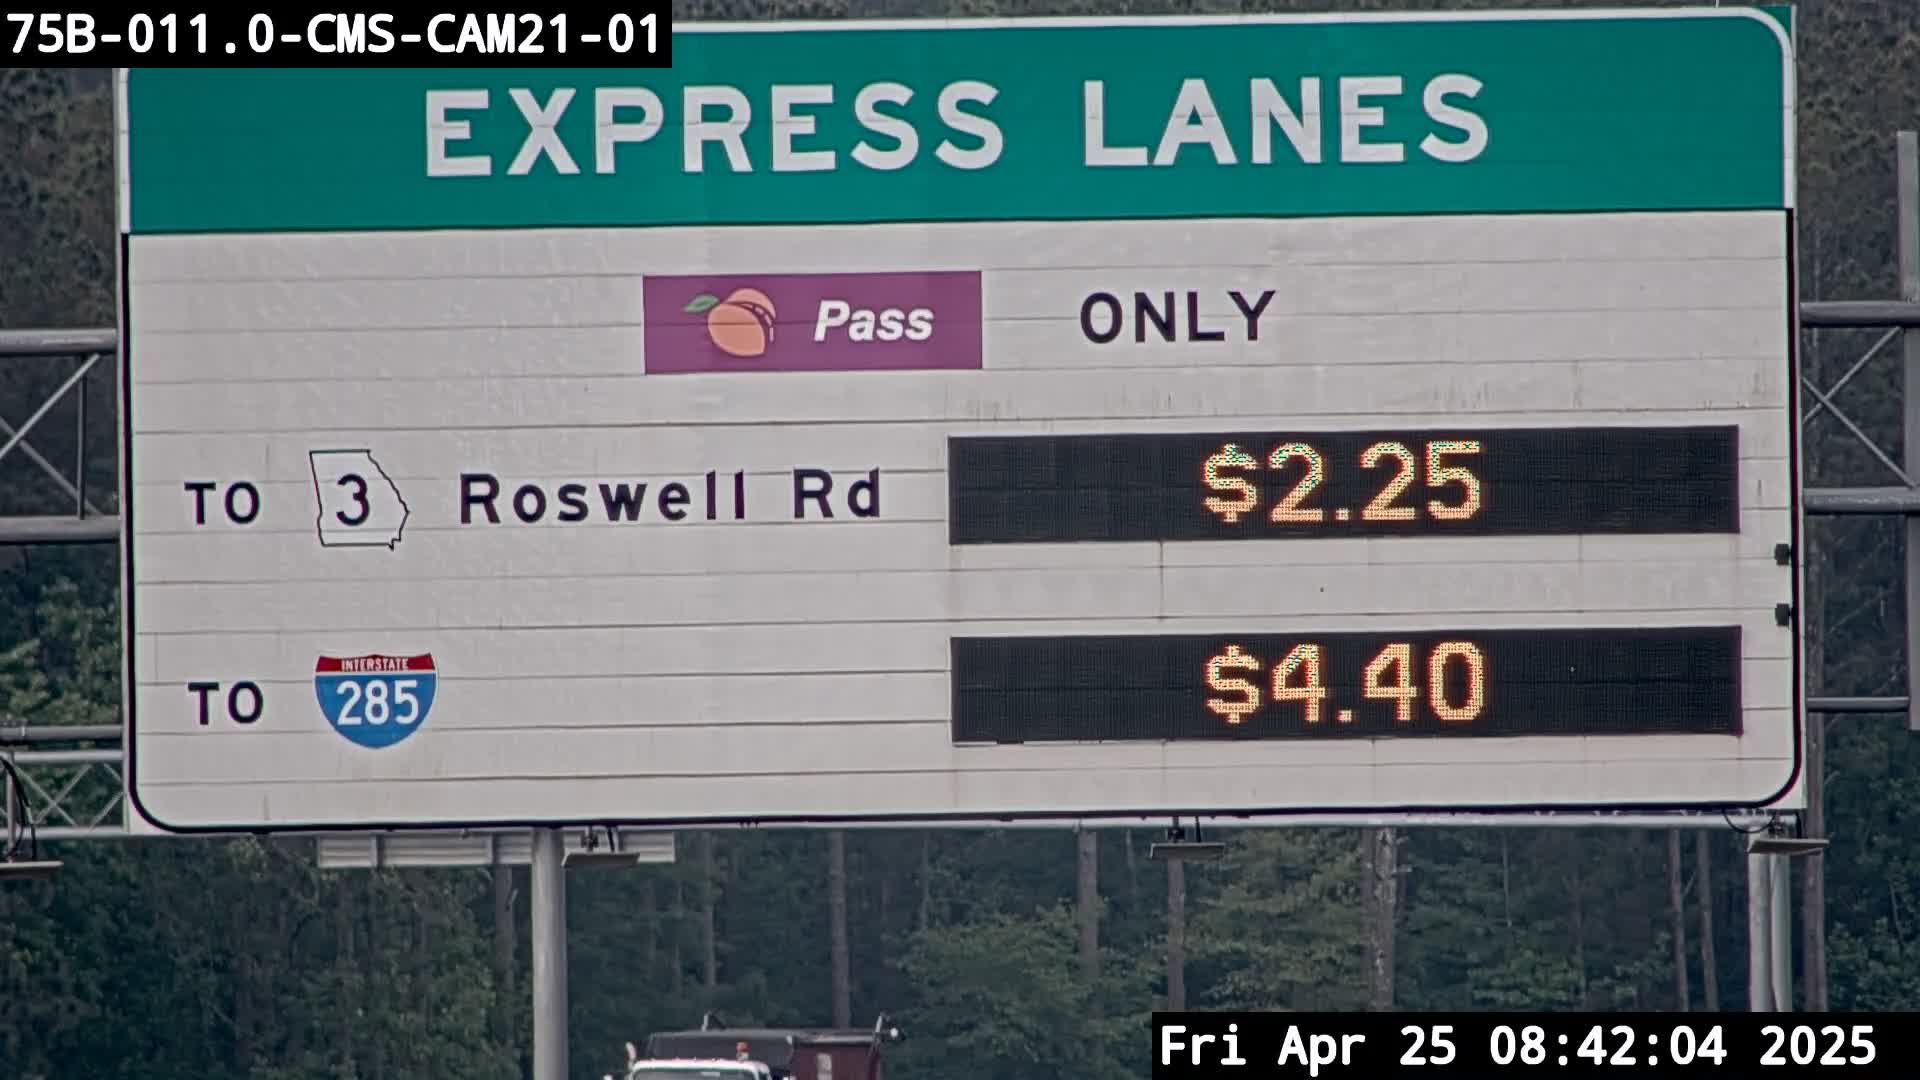 75B-011.0-CMS-CAM21-01
EXPRESS LANES
Pass ONLY
TO 3 Roswell Rd $2.25
TO INTERSTATE 285 $4.40
Fri Apr 25 08:42:04 2025